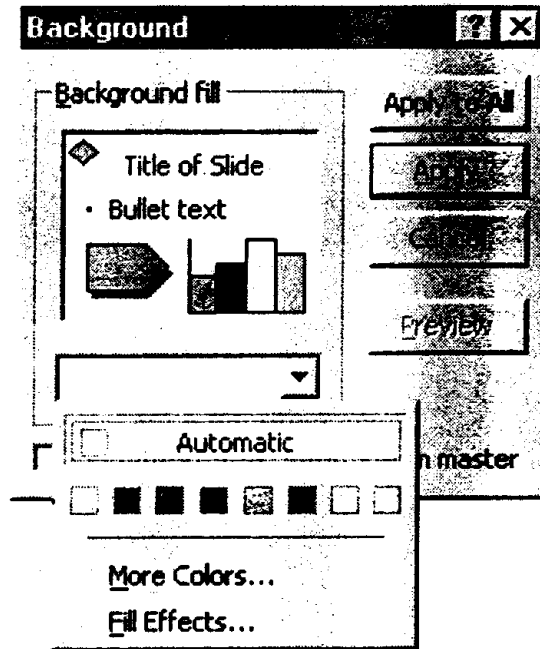 Background ? X
Background fill
Apply to All
Title of Slide
Apply
• Bullet text
Cancel
Preview
Automatic
n master
More Colors...
Fill Effects...